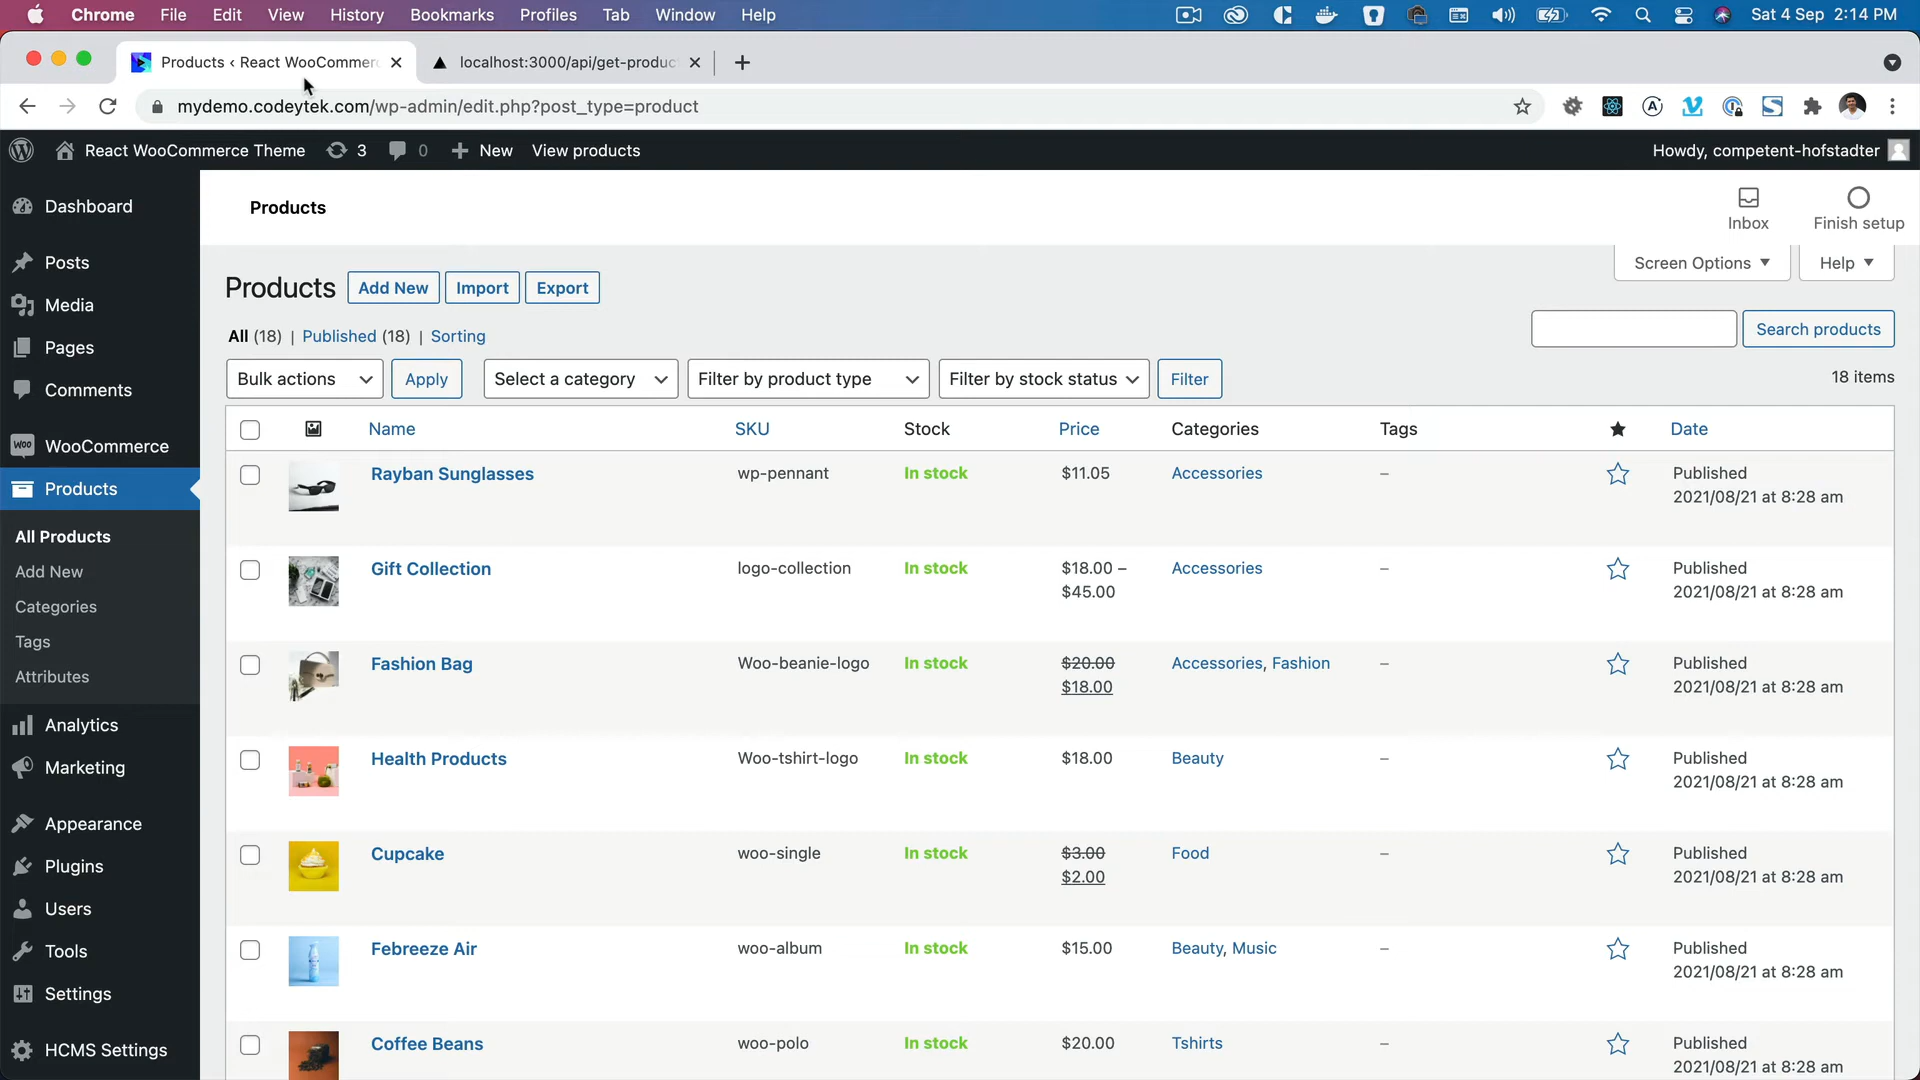 Chrome File Edit View History Bookmarks Profiles Tab Window Help Sat 4 Sep 2:14 PM
Products ‹ React WooCommer localhost:3000/api/get-produc
mydemo.codeytek.com/wp-admin/edit.php?post_type=product
React WooCommerce Theme 3 0 + New View products Howdy, competent-hofstadter
Dashboard
Posts
Media
Pages
Comments
WooCommerce
Products
All Products
Add New
Categories
Tags
Attributes
Analytics
Marketing
Appearance
Plugins
Users
Tools
Settings
HCMS Settings
Products
Inbox
Finish setup
Screen Options
Help
Products Add New Import Export
All (18) | Published (18) | Sorting
Search products
Bulk actions Apply Select a category Filter by product type Filter by stock status Filter
18 items
Name SKU Stock Price Categories Tags Date
Rayban Sunglasses wp-pennant In stock $11.05 Accessories – Published
2021/08/21 at 8:28 am
Gift Collection logo-collection In stock $18.00 – Accessories – Published
$45.00 2021/08/21 at 8:28 am
Fashion Bag Woo-beanie-logo In stock $20.00 Accessories, Fashion – Published
$18.00 2021/08/21 at 8:28 am
Health Products Woo-tshirt-logo In stock $18.00 Beauty – Published
2021/08/21 at 8:28 am
Cupcake woo-single In stock $3.00 Food – Published
$2.00 2021/08/21 at 8:28 am
Febreeze Air woo-album In stock $15.00 Beauty, Music – Published
2021/08/21 at 8:28 am
Coffee Beans woo-polo In stock $20.00 Tshirts – Published
2021/08/21 at 8:28 am